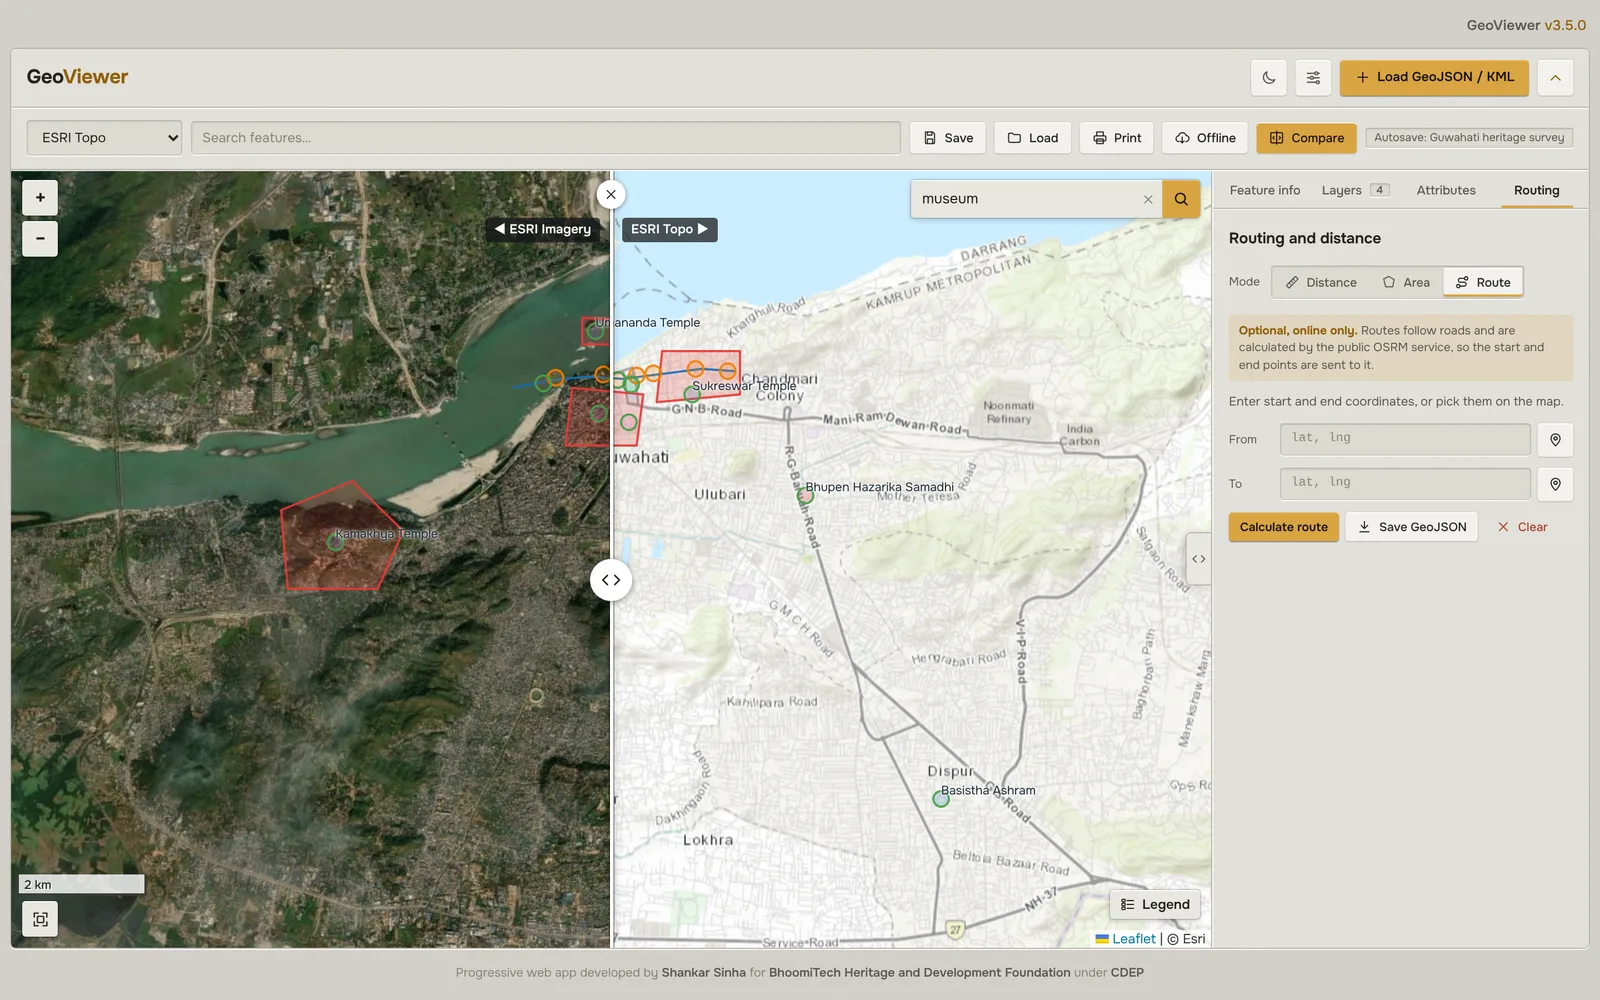 GeoViewer v3.5.0
GeoViewer
Load GeoJSON / KML
ESRI Topo
Search features...
Save
Load
Print
Offline
Compare
Autosave: Guwahati heritage survey
+
−
◀ ESRI Imagery
ESRI Topo ▶
museum
DARRANG
KAMRUP METROPOLITAN
Kharghuli Road
Umananda Temple
Chandmari
Colony
Sukreswar Temple
G-N-B-Road
Mani-Ram-Dewan-Road
Noonmati
Refinary
India
Carbon
uwahati
Ulubari
Bhupen Hazarika Samadhi
Mother Teresa Road
Kamakhya Temple
Satgaon Road
G M C H Road
V-I-P-Road
Hengrabari Road
Baghorbari Path
Kahilipara Road
Dispur
Basistha Ashram
Dakhingaon Road
Lokhra
Beltola Bazaar Road
NH-37
27
Service-Road
2 km
Legend
Leaflet | © Esri
Feature info
Layers 4
Attributes
Routing
Routing and distance
Mode
Distance
Area
Route
Optional, online only. Routes follow roads and are
calculated by the public OSRM service, so the start and
end points are sent to it.
Enter start and end coordinates, or pick them on the map.
From
lat, lng
To
lat, lng
Calculate route
Save GeoJSON
Clear
Progressive web app developed by Shankar Sinha for BhoomiTech Heritage and Development Foundation under CDEP